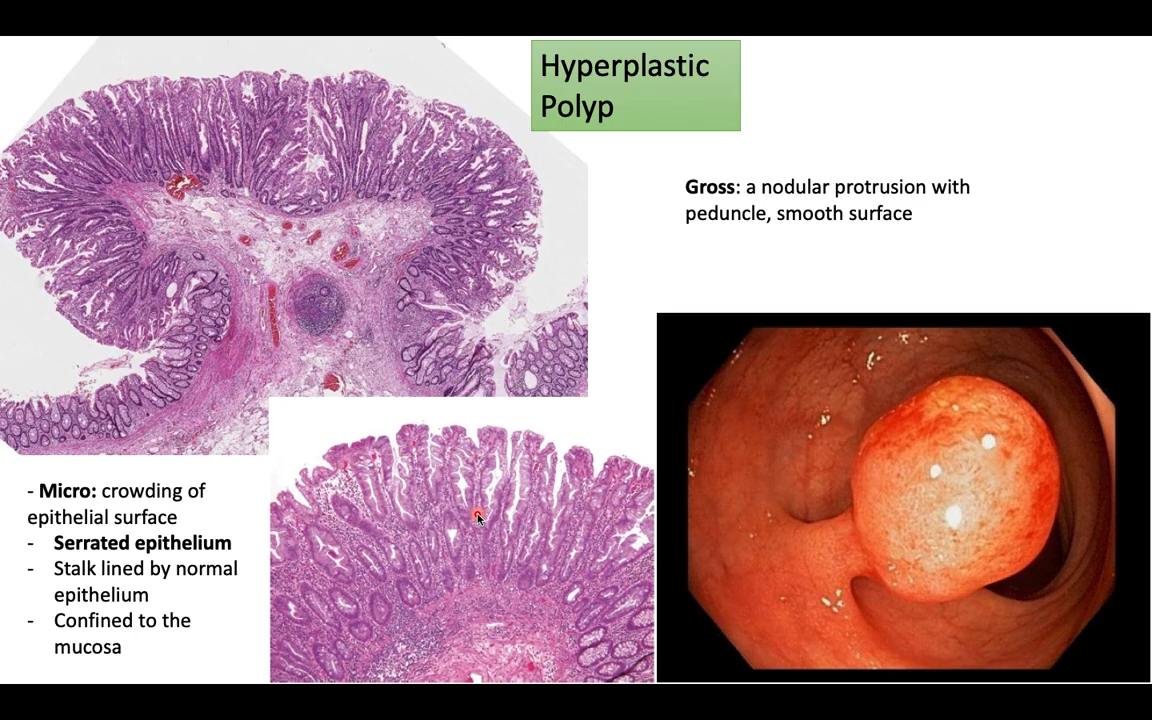 Hyperplastic
Polyp
Gross: a nodular protrusion with
peduncle, smooth surface
- Micro: crowding of
epithelial surface
- Serrated epithelium
- Stalk lined by normal
epithelium
- Confined to the
mucosa